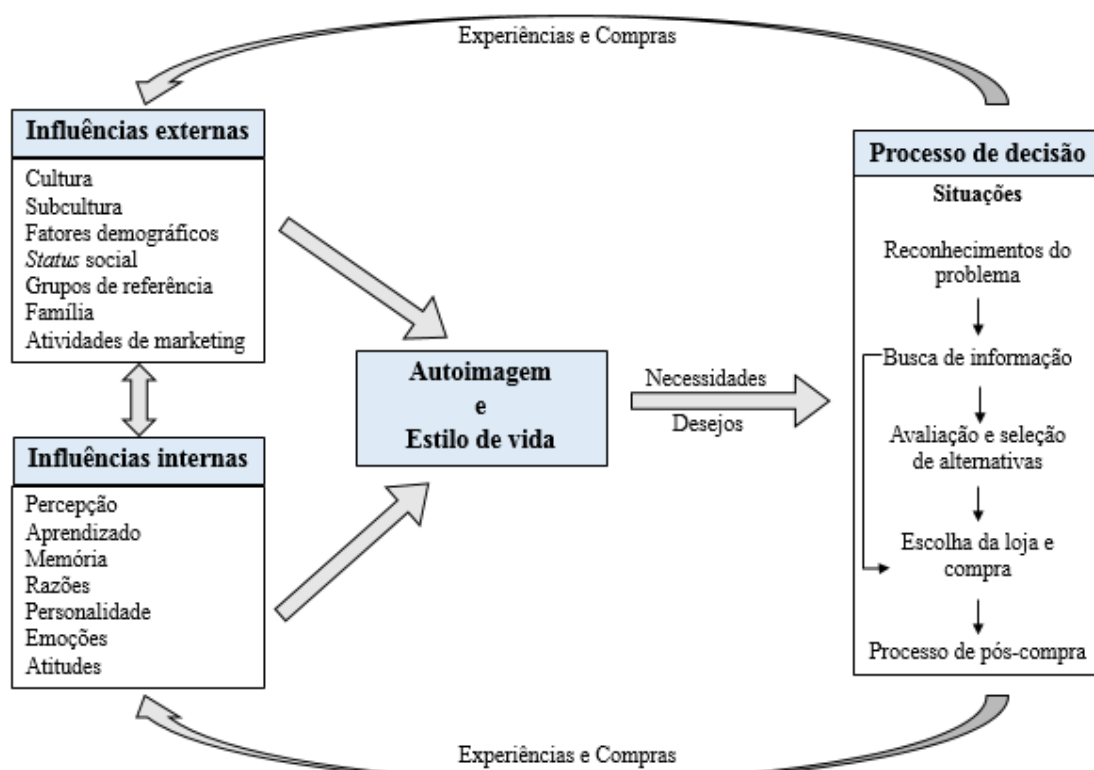 Experiências e Compras
Influências externas
Cultura
Subcultura
Fatores demográficos
Status social
Grupos de referência
Família
Atividades de marketing
Influências internas
Percepção
Aprendizado
Memória
Razões
Personalidade
Emoções
Atitudes
Autoimagem
e
Estilo de vida
Necessidades
Desejos
Processo de decisão
Situações
Reconhecimentos do
problema
Busca de informação
Avaliação e seleção
de alternativas
Escolha da loja e
compra
Processo de pós-compra
Experiências e Compras